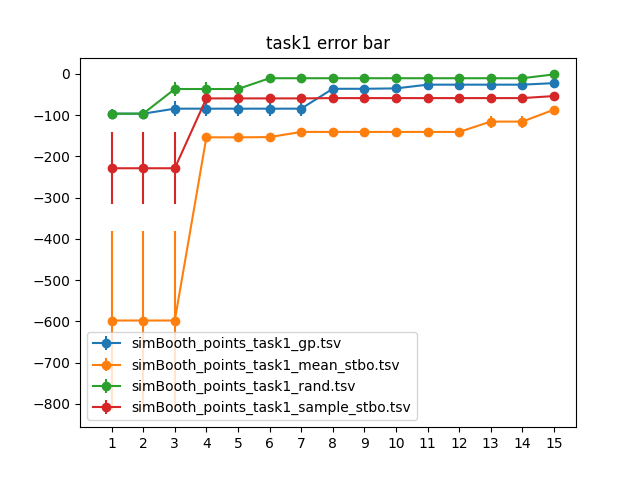 task1 error bar
0
−100
−200
−300
−400
−500
−600
−700
−800
simBooth_points_task1_gp.tsv
simBooth_points_task1_mean_stbo.tsv
simBooth_points_task1_rand.tsv
simBooth_points_task1_sample_stbo.tsv
1 2 3 4 5 6 7 8 9 10 11 12 13 14 15